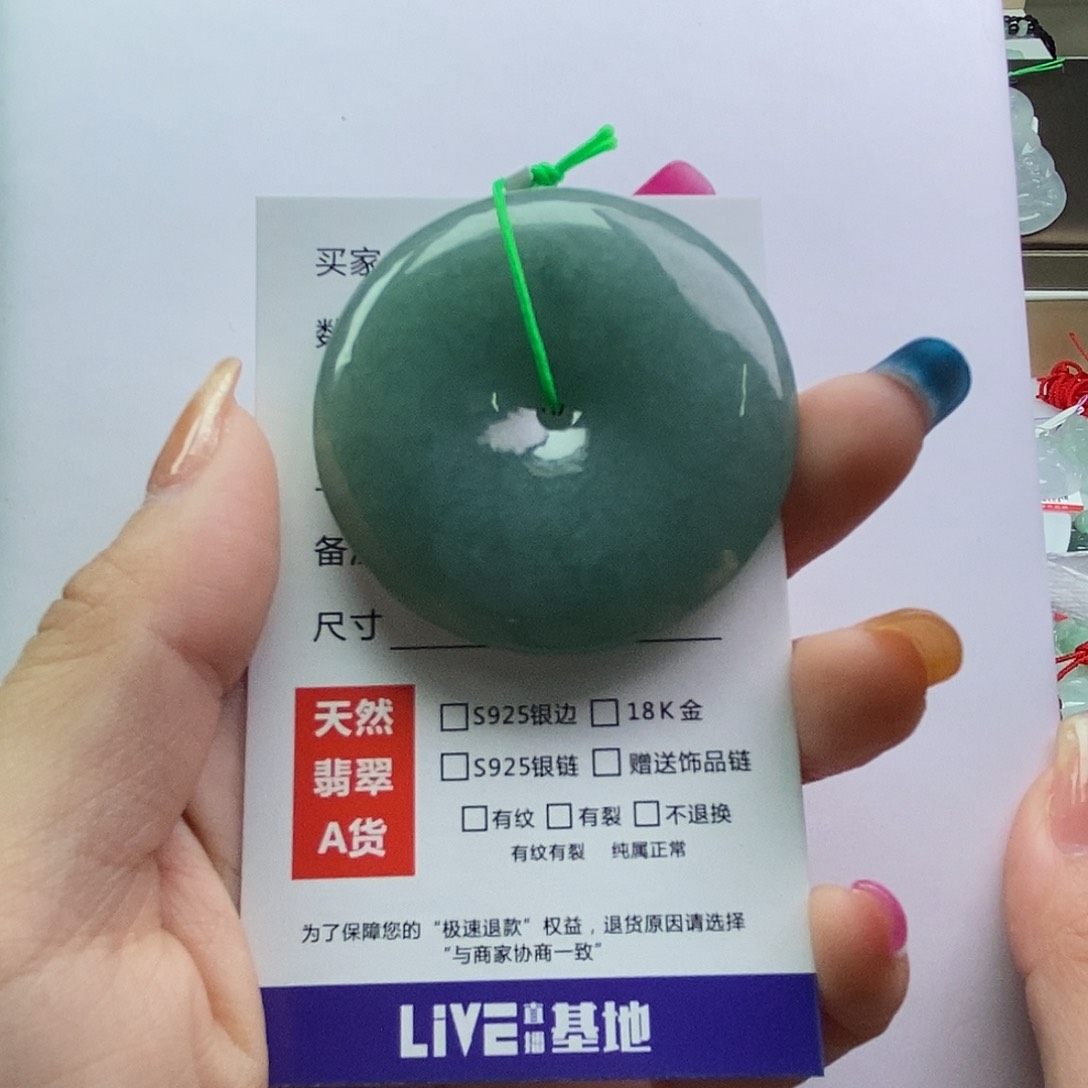 买家
备
尺寸
天然
翡翠
A货
□S925银边 □18K金
□S925银链 □赠送饰品链
□有纹 □有裂 □不退换
有纹有裂 纯属正常
为了保障您的“极速退款”权益，退货原因请选择
“与商家协商一致”
LiVE直播基地